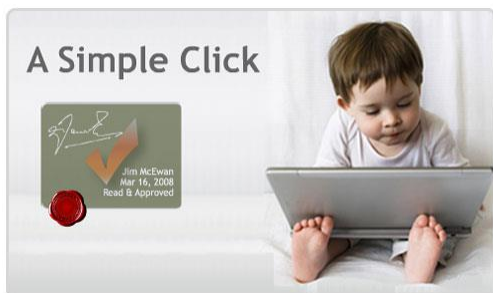 A Simple Click
Jim McEwan
Mar 16, 2008
Read & Approved